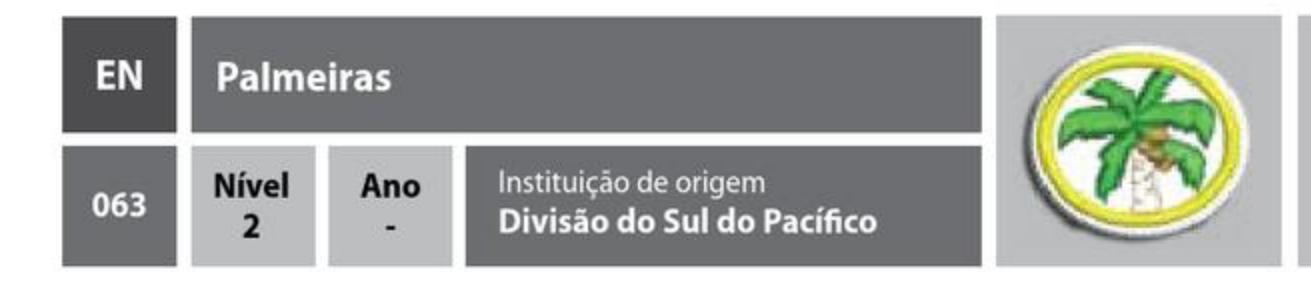 EN
Palmeiras
063
Nível
2
Ano
-
Instituição de origem
Divisão do Sul do Pacífico